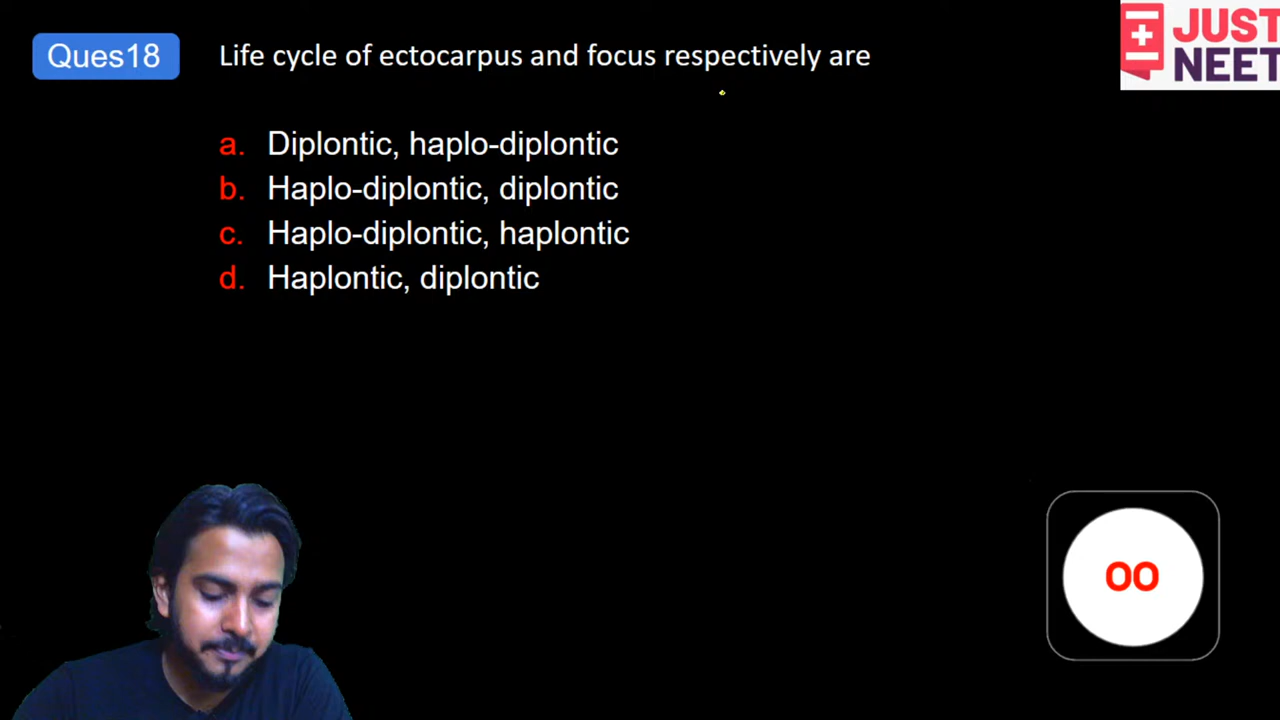 Ques18
Life cycle of ectocarpus and focus respectively are
JUST
NEET
a. Diplontic, haplo-diplontic
b. Haplo-diplontic, diplontic
c. Haplo-diplontic, haplontic
d. Haplontic, diplontic
00